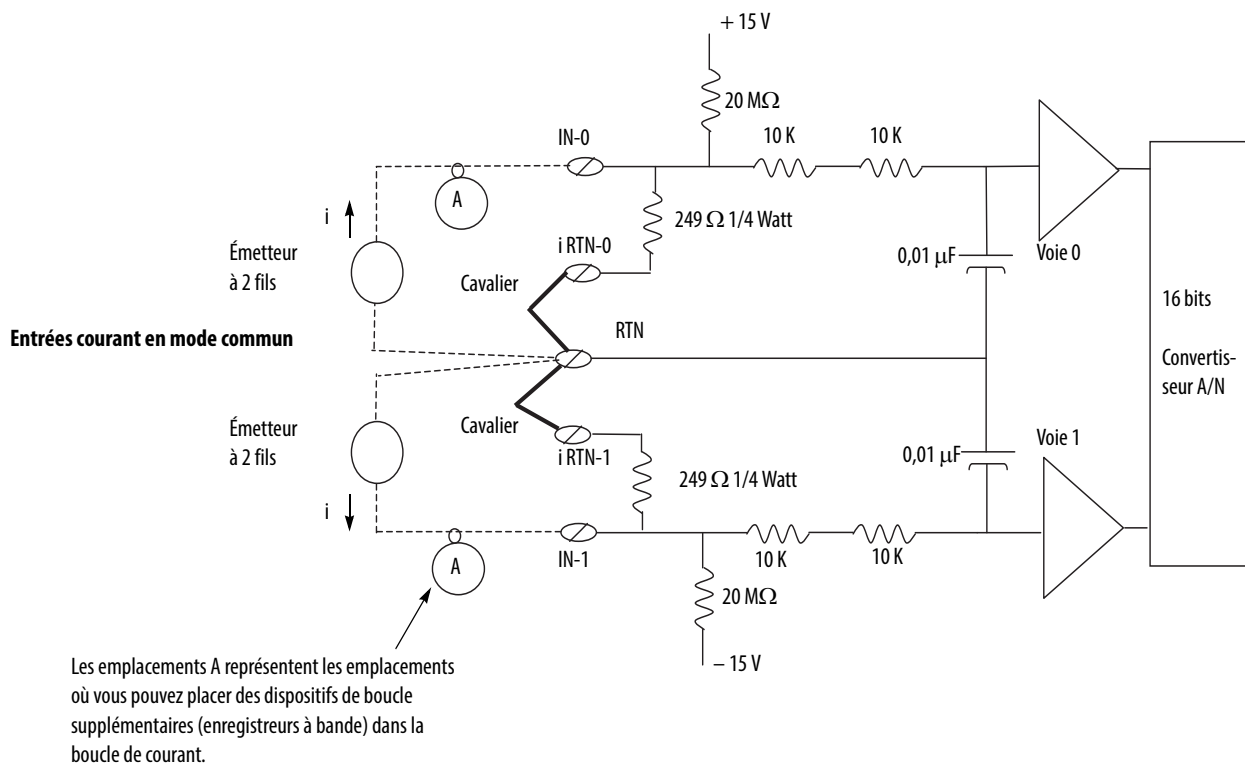 + 15 V
20 MΩ
10 K
10 K
IN-0
A
249 Ω 1/4 Watt
i
i RTN-0
Émetteur
à 2 fils
Cavalier
0,01 µF
Voie 0
16 bits
Convertis-
seur A/N
RTN
Entrées courant en mode commun
Émetteur
à 2 fils
Cavalier
i RTN-1
0,01 µF
Voie 1
249 Ω 1/4 Watt
i
IN-1
10 K
10 K
A
20 MΩ
– 15 V
Les emplacements A représentent les emplacements
où vous pouvez placer des dispositifs de boucle
supplémentaires (enregistreurs à bande) dans la
boucle de courant.